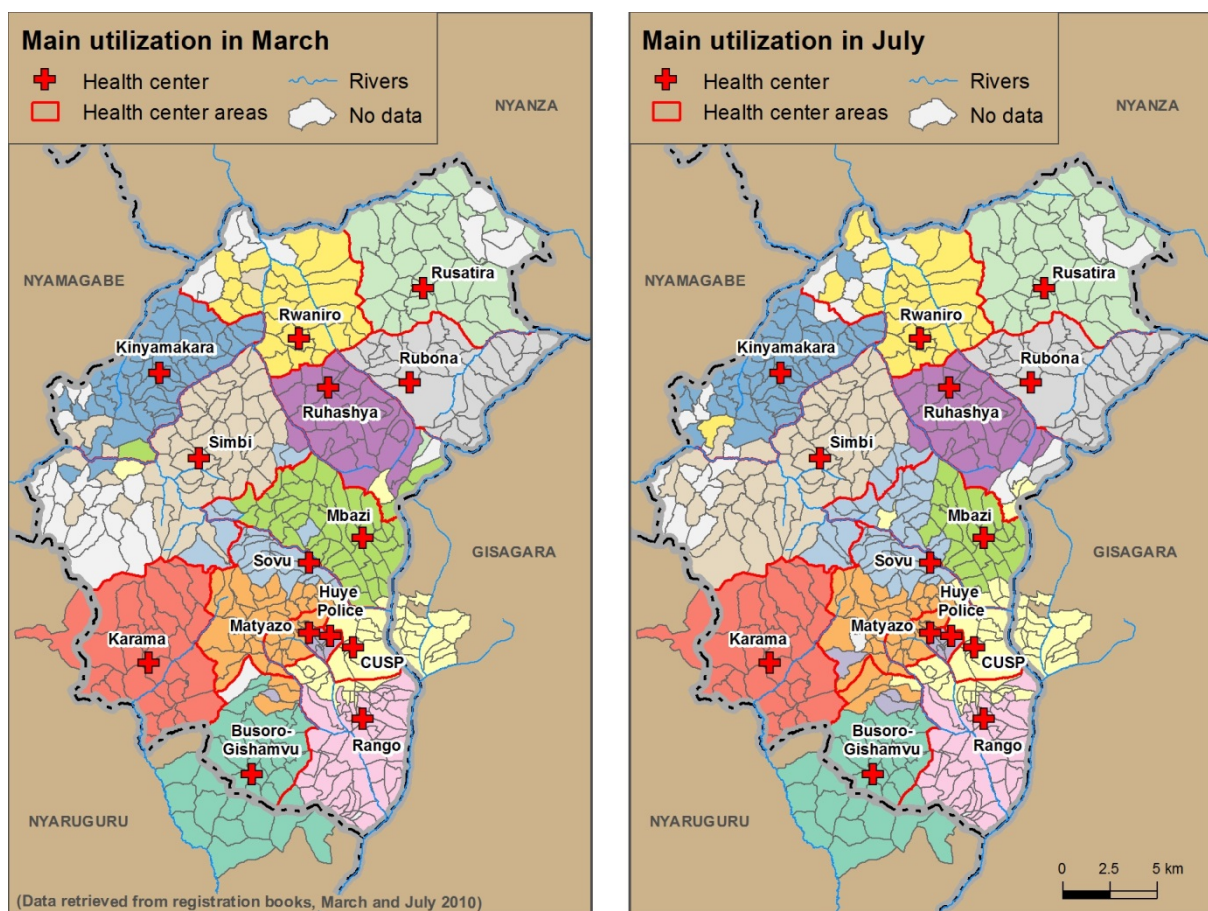 Main utilization in March
Health center
Rivers
Health center areas
No data
NYANZA
NYAMAGABE
Rusatira
Rwaniro
Kinyamakara
Rubona
Ruhashya
Simbi
Mbazi
GISAGARA
Sovu
Huye
Police
Matyazo
Karama
CUSP
Busoro-
Gishamvu
Rango
NYARUGURU
(Data retrieved from registration books, March and July 2010)
Main utilization in July
Health center
Rivers
Health center areas
No data
NYANZA
NYAMAGABE
Rusatira
Rwaniro
Kinyamakara
Rubona
Ruhashya
Simbi
Mbazi
GISAGARA
Sovu
Huye
Police
Matyazo
Karama
CUSP
Busoro-
Gishamvu
Rango
NYARUGURU
0 2.5 5 km